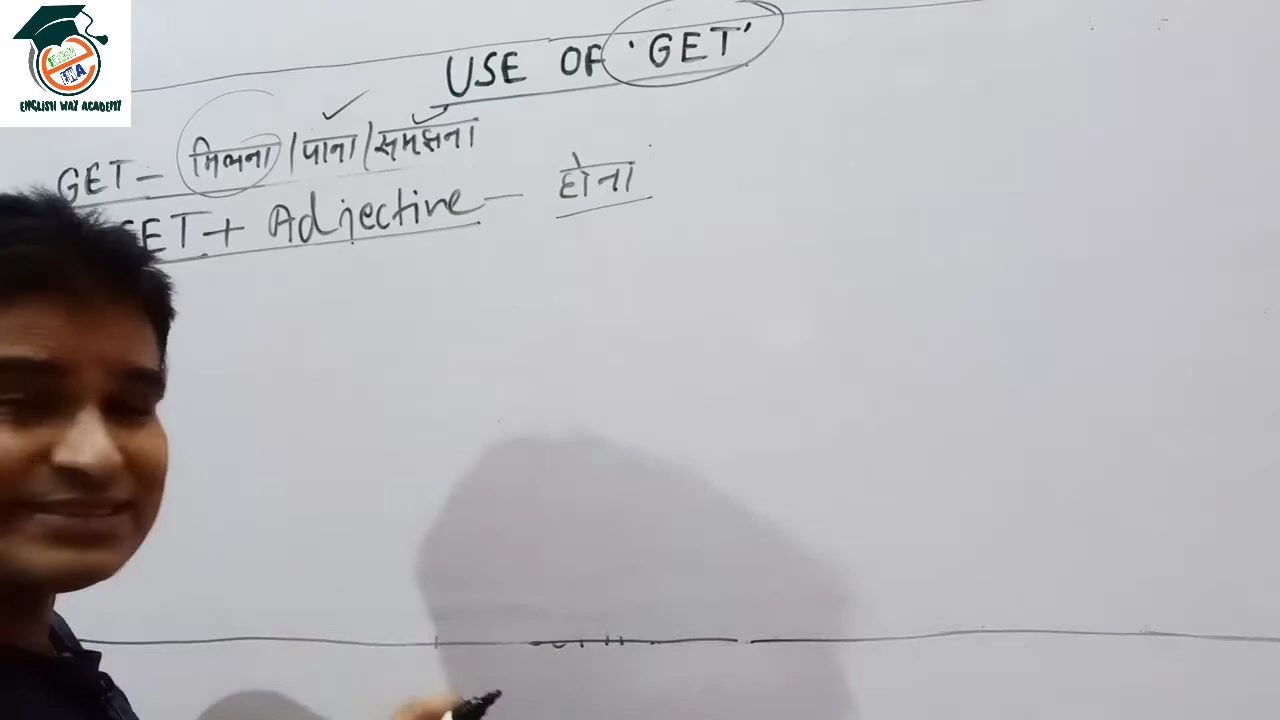 ENGLISH WAY ACADEMY
USE OF 'GET'
GET - मिलना / पाना / समझना
GET + Adjective - होना